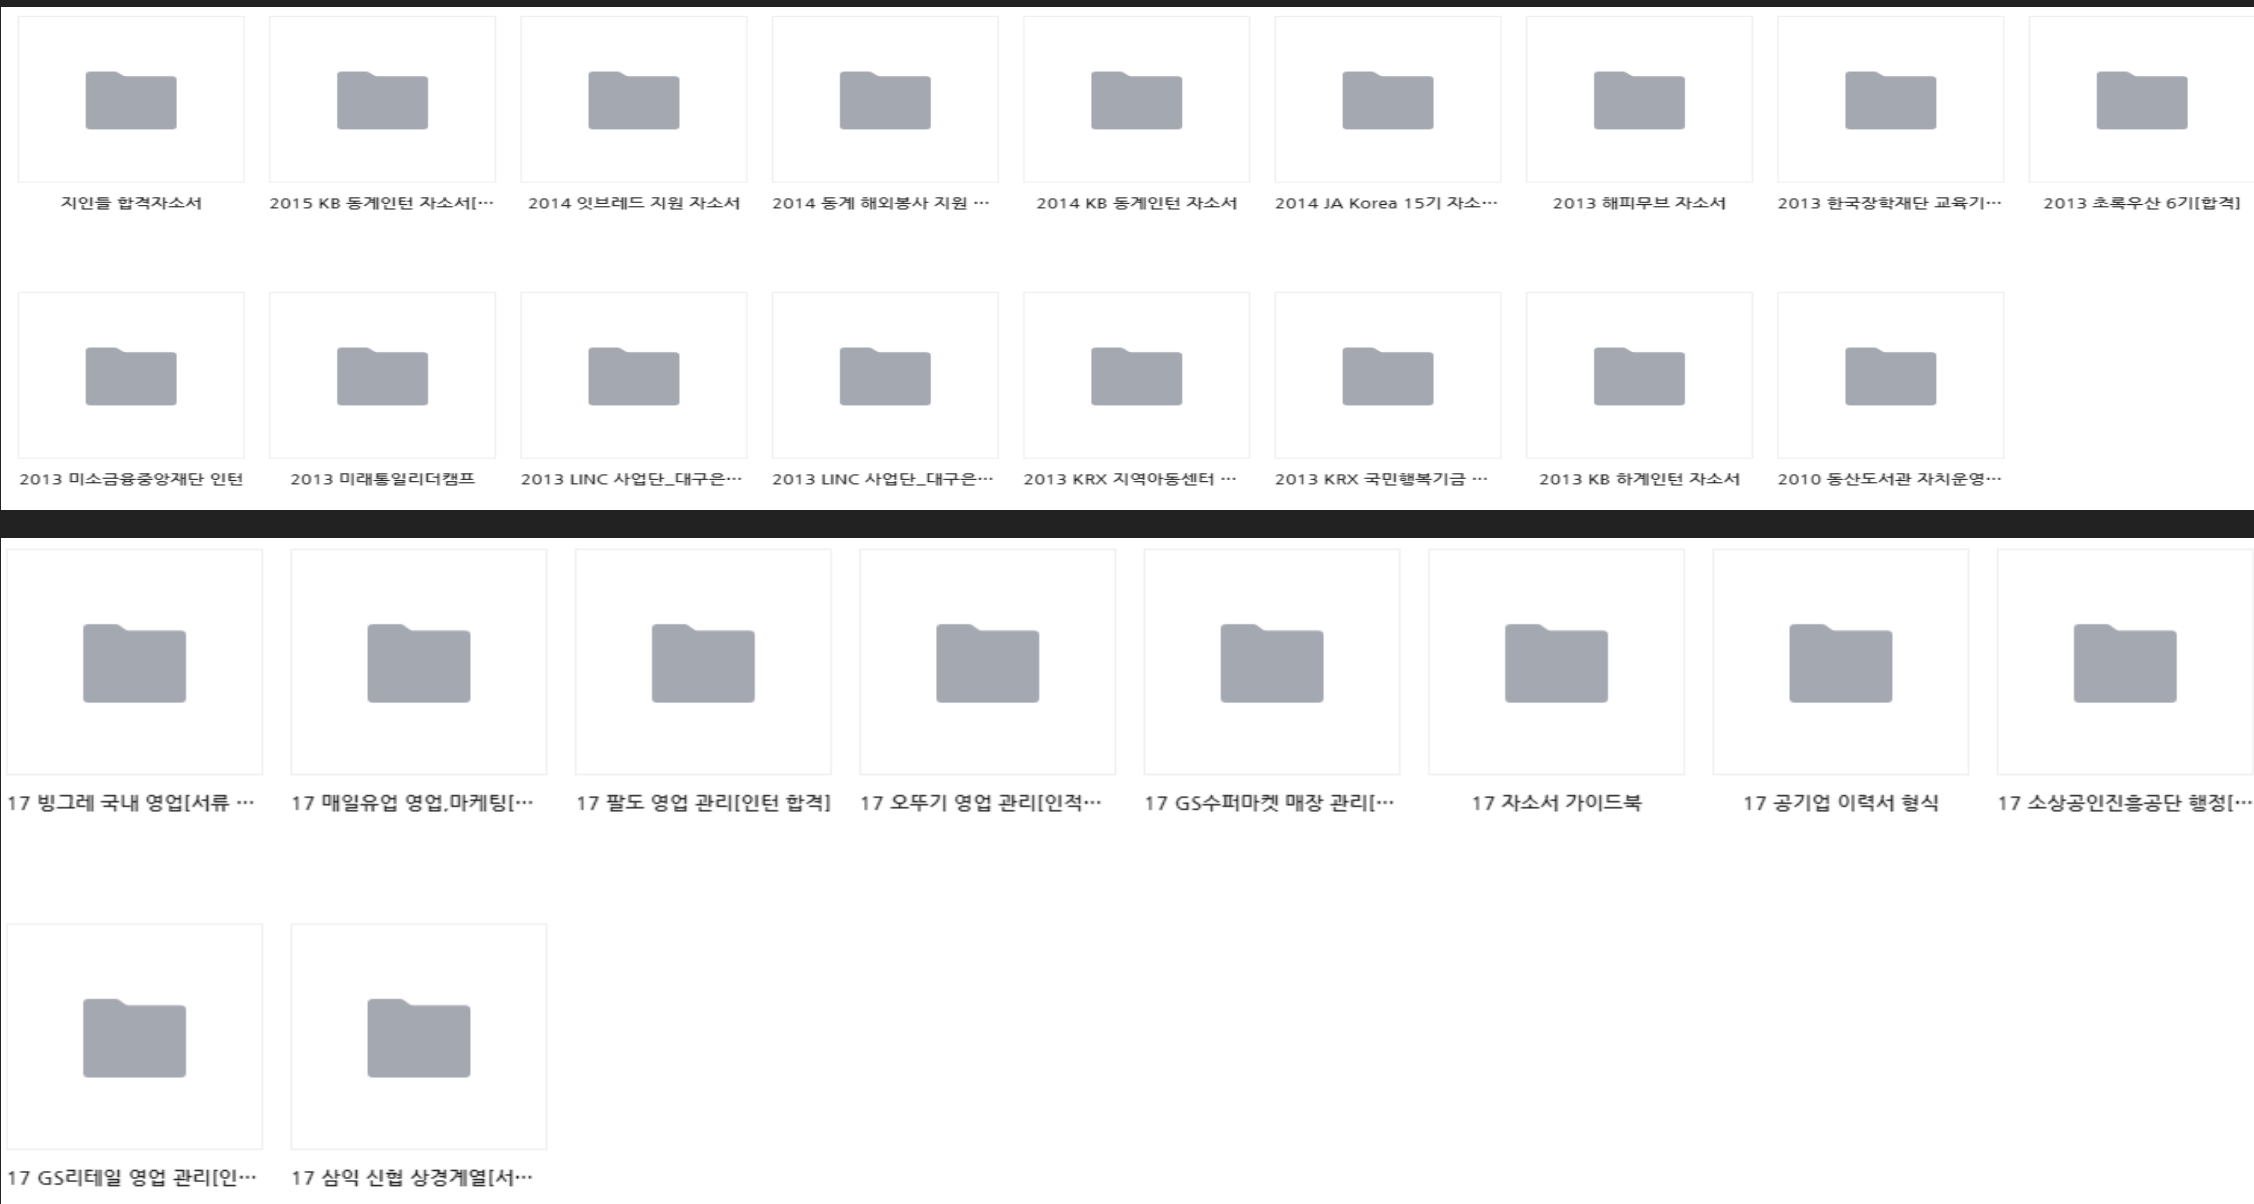 지인들 합격자소서
2015 KB 동계인턴 자소서[…
2014 잇브레드 지원 자소서
2014 동계 해외봉사 지원 …
2014 KB 동계인턴 자소서
2014 JA Korea 15기 자소…
2013 해피무브 자소서
2013 한국장학재단 교육기…
2013 초록우산 6기[합격]
2013 미소금융중앙재단 인턴
2013 미래통일리더캠프
2013 LINC 사업단_대구은…
2013 LINC 사업단_대구은…
2013 KRX 지역아동센터 …
2013 KRX 국민행복기금 …
2013 KB 하계인턴 자소서
2010 동산도서관 자치운영…
17 빙그레 국내 영업[서류 …
17 매일유업 영업,마케팅[…
17 팔도 영업 관리[인턴 합격]
17 오뚜기 영업 관리[인적…
17 GS수퍼마켓 매장 관리[…
17 자소서 가이드북
17 공기업 이력서 형식
17 소상공인진흥공단 행정[…
17 GS리테일 영업 관리[인…
17 삼익 신협 상경계열[서…